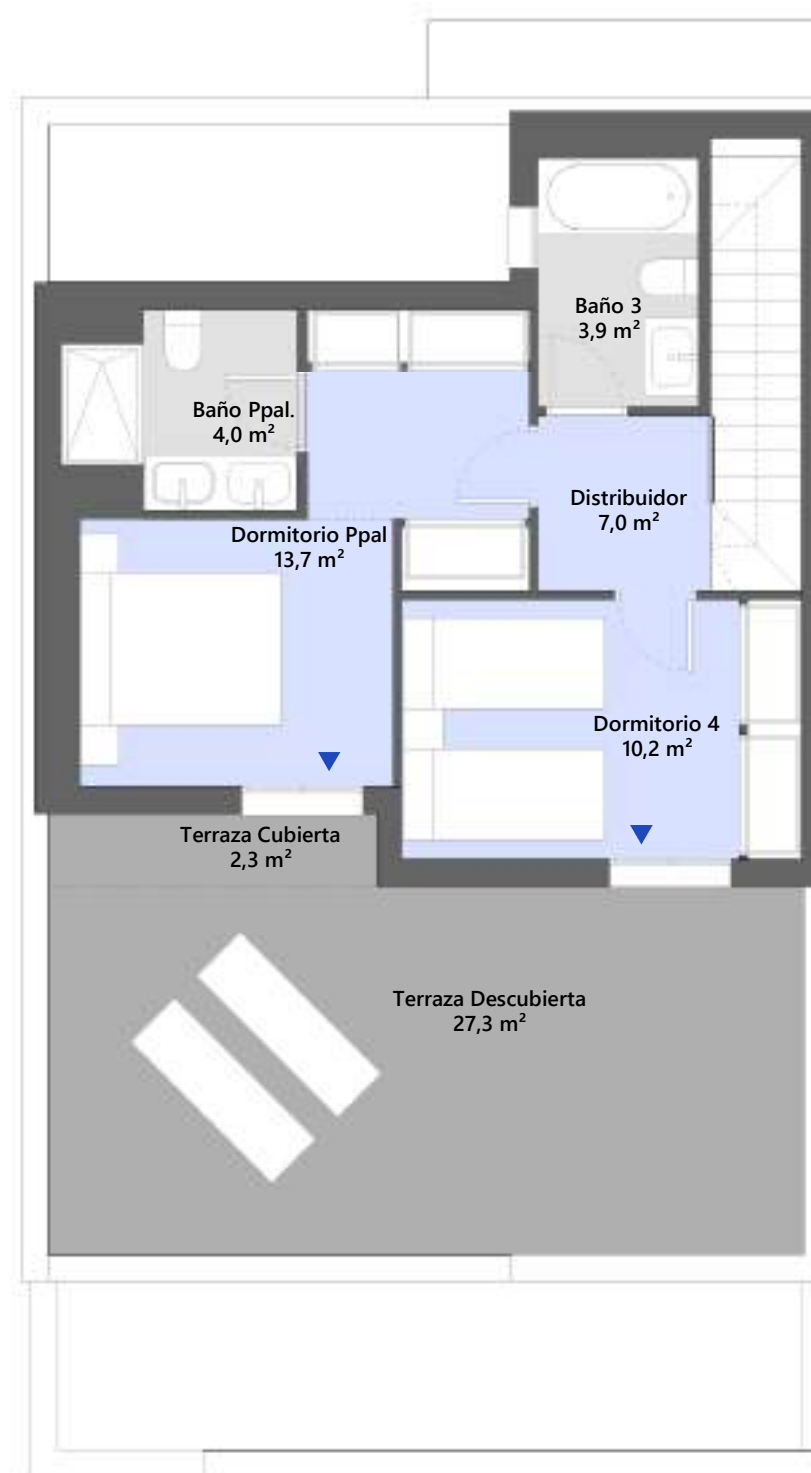 Baño 3
3,9 m²
Baño Ppal.
4,0 m²
Distribuidor
7,0 m²
Dormitorio Ppal
13,7 m²
Dormitorio 4
10,2 m²
Terraza Cubierta
2,3 m²
Terraza Descubierta
27,3 m²